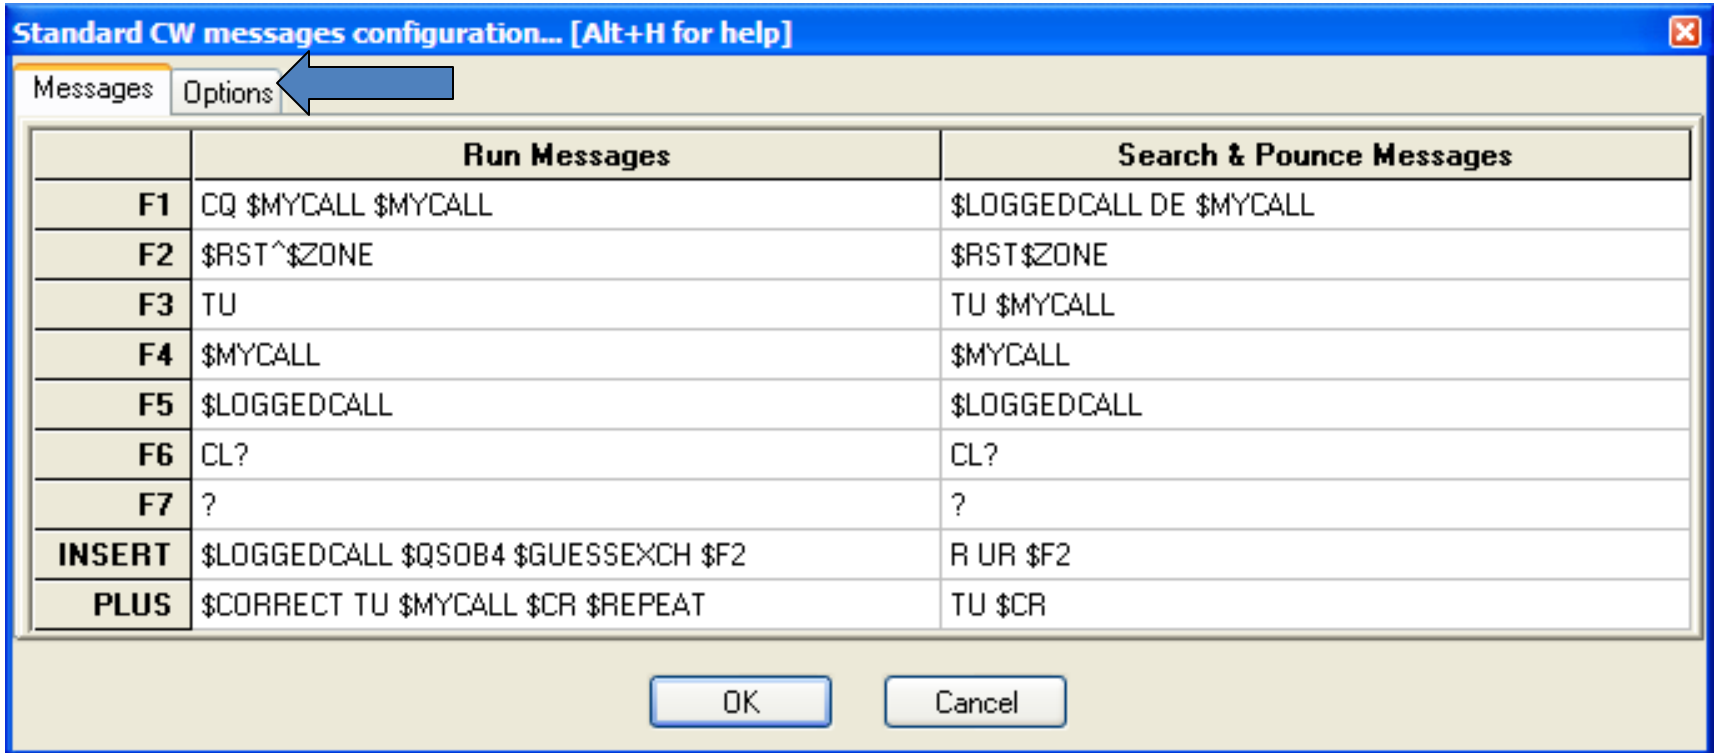 Standard CW messages configuration... [Alt+H for help]
Messages Options
Run Messages Search & Pounce Messages
F1 CQ $MYCALL $MYCALL $LOGGEDCALL DE $MYCALL
F2 $RST^$ZONE $RST$ZONE
F3 TU TU $MYCALL
F4 $MYCALL $MYCALL
F5 $LOGGEDCALL $LOGGEDCALL
F6 CL? CL?
F7 ? ?
INSERT $LOGGEDCALL $QSOB4 $GUESSEXCH $F2 R UR $F2
PLUS $CORRECT TU $MYCALL $CR $REPEAT TU $CR
OK Cancel